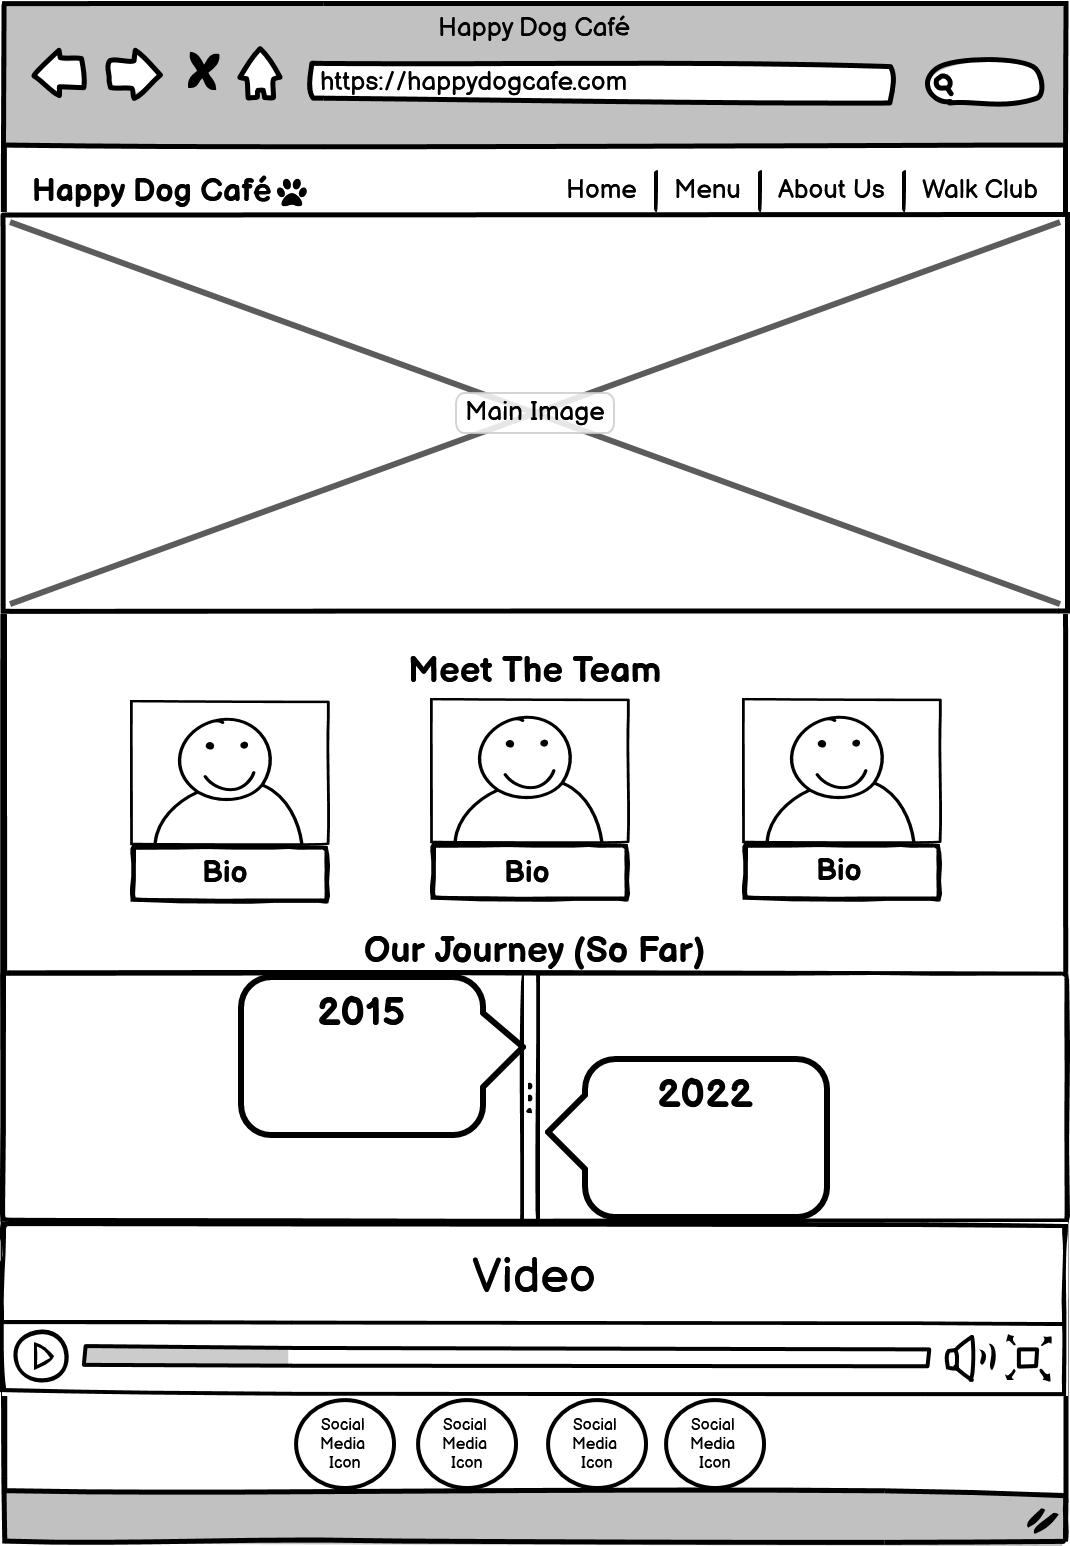 Happy Dog Café
https://happydogcafe.com
Happy Dog Café
Home
Menu
About Us
Walk Club
Main Image
Meet The Team
Bio
Bio
Bio
Our Journey (So Far)
2015
2022
Video
Social
Media
Icon
Social
Media
Icon
Social
Media
Icon
Social
Media
Icon